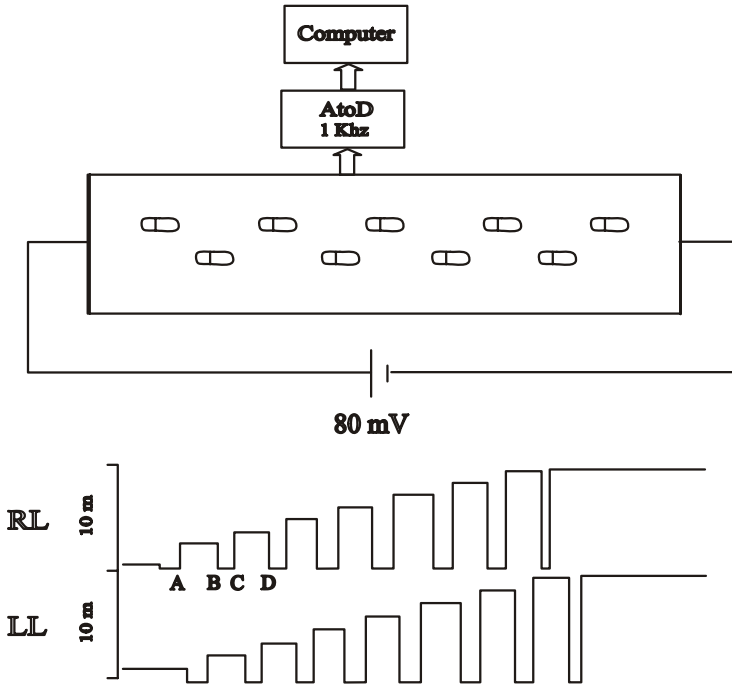 Computer
AtoD
1 Khz
80 mV
RL
10 m
A B C D
LL
10 m